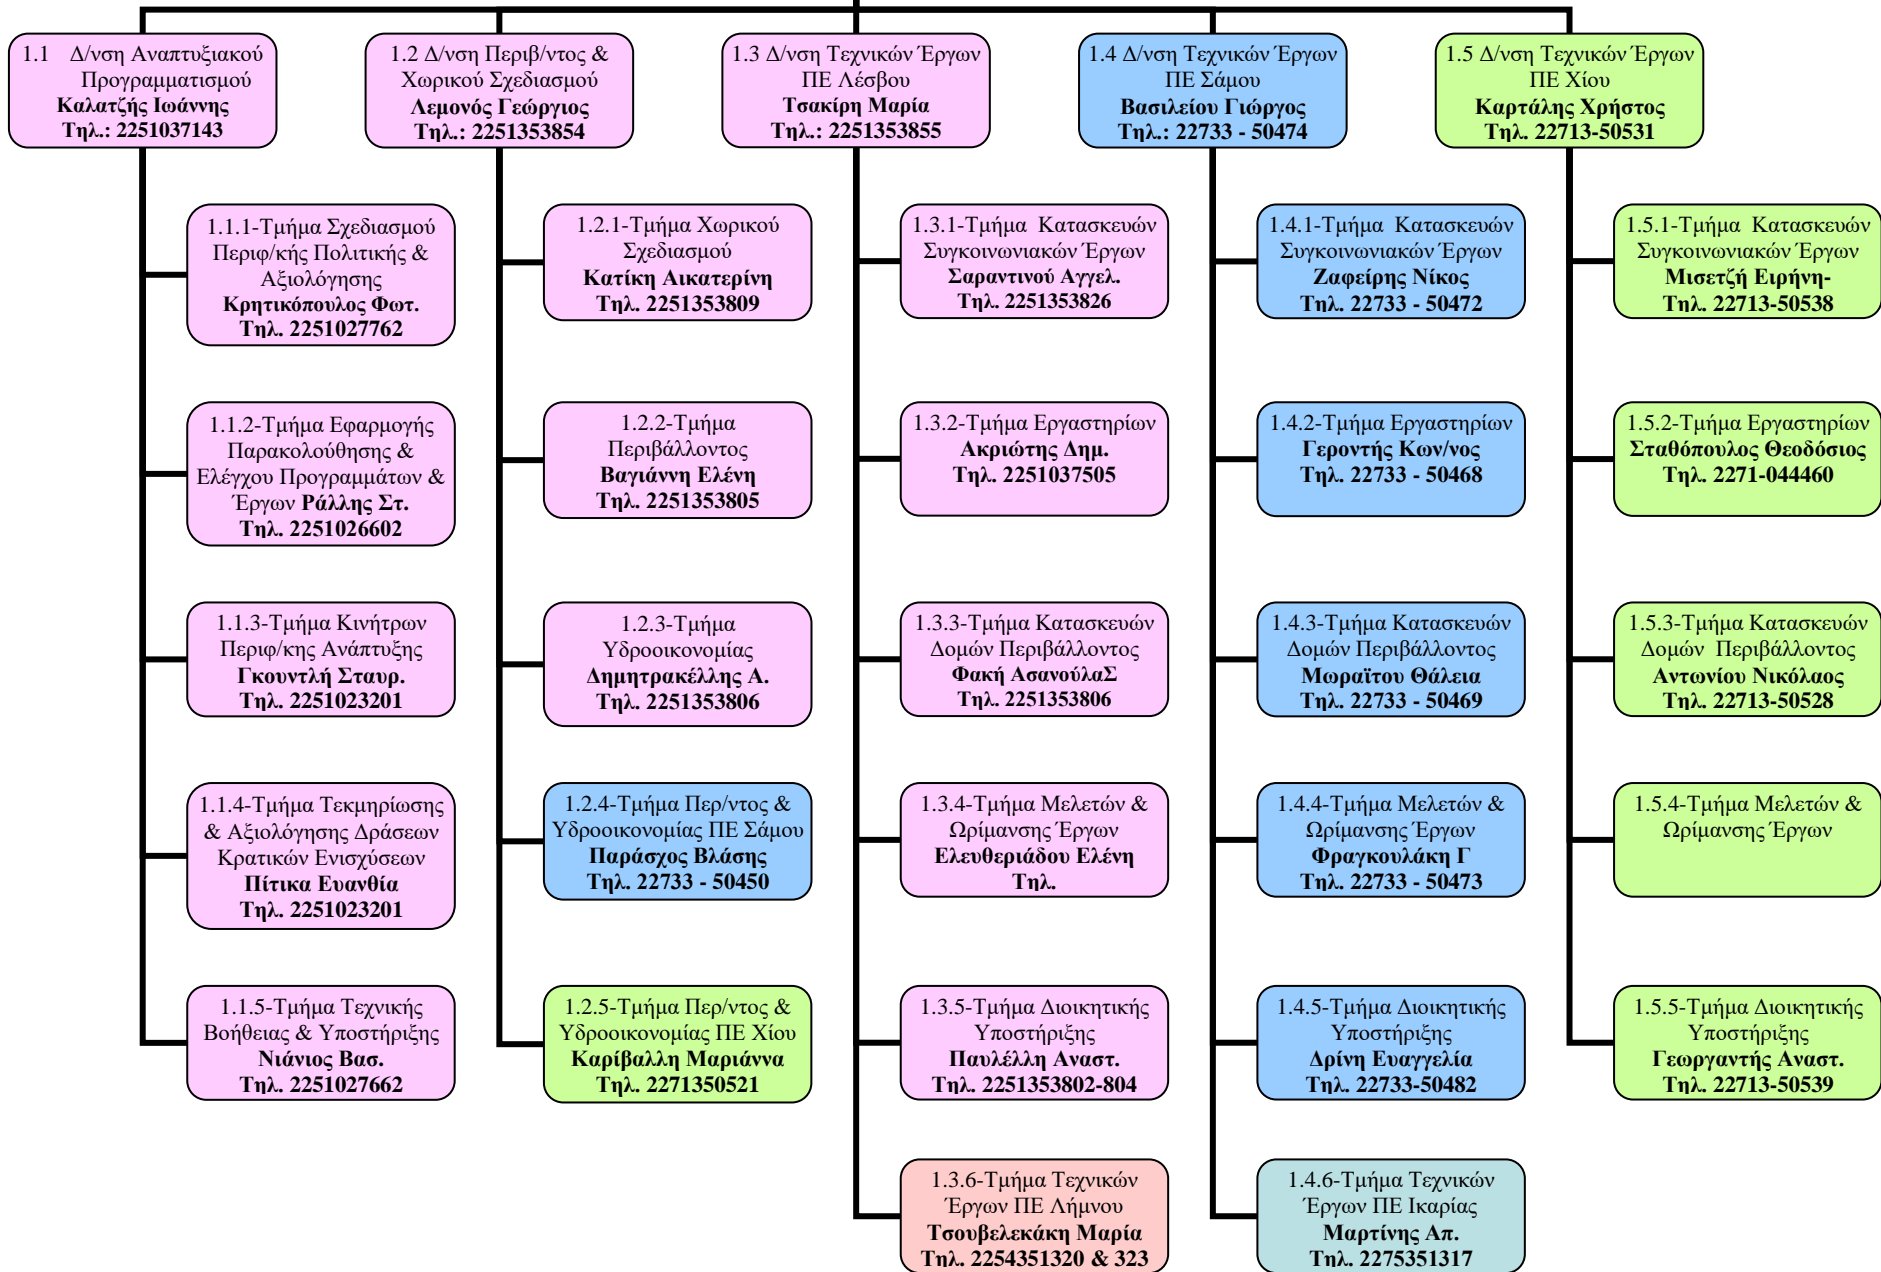 1.1 Δ/νση Αναπτυξιακού
Προγραμματισμού
Καλατζής Ιωάννης
Τηλ.: 2251037143
1.2 Δ/νση Περιβ/ντος &
Χωρικού Σχεδιασμού
Λεμονός Γεώργιος
Τηλ.: 2251353854
1.3 Δ/νση Τεχνικών Έργων
ΠΕ Λέσβου
Τσακίρη Μαρία
Τηλ.: 2251353855
1.4 Δ/νση Τεχνικών Έργων
ΠΕ Σάμου
Βασιλείου Γιώργος
Τηλ.: 22733 - 50474
1.5 Δ/νση Τεχνικών Έργων
ΠΕ Χίου
Καρτάλης Χρήστος
Τηλ. 22713-50531
1.1.1-Τμήμα Σχεδιασμού
Περιφ/κής Πολιτικής &
Αξιολόγησης
Κρητικόπουλος Φωτ.
Τηλ. 2251027762
1.2.1-Τμήμα Χωρικού
Σχεδιασμού
Κατίκη Αικατερίνη
Τηλ. 2251353809
1.3.1-Τμήμα Κατασκευών
Συγκοινωνιακών Έργων
Σαραντινού Αγγελ.
Τηλ. 2251353826
1.4.1-Τμήμα Κατασκευών
Συγκοινωνιακών Έργων
Ζαφείρης Νίκος
Τηλ. 22733 - 50472
1.5.1-Τμήμα Κατασκευών
Συγκοινωνιακών Έργων
Μισετζή Ειρήνη-
Τηλ. 22713-50538
1.1.2-Τμήμα Εφαρμογής
Παρακολούθησης &
Ελέγχου Προγραμμάτων &
Έργων Ράλλης Στ.
Τηλ. 2251026602
1.2.2-Τμήμα
Περιβάλλοντος
Βαγιάννη Ελένη
Τηλ. 2251353805
1.3.2-Τμήμα Εργαστηρίων
Ακριώτης Δημ.
Τηλ. 2251037505
1.4.2-Τμήμα Εργαστηρίων
Γεροντής Κων/νος
Τηλ. 22733 - 50468
1.5.2-Τμήμα Εργαστηρίων
Σταθόπουλος Θεοδόσιος
Τηλ. 2271-044460
1.1.3-Τμήμα Κινήτρων
Περιφ/κης Ανάπτυξης
Γκουντλή Σταυρ.
Τηλ. 2251023201
1.2.3-Τμήμα
Υδροοικονομίας
Δημητρακέλλης Α.
Τηλ. 2251353806
1.3.3-Τμήμα Κατασκευών
Δομών Περιβάλλοντος
Φακή ΑσανούλαΣ
Τηλ. 2251353806
1.4.3-Τμήμα Κατασκευών
Δομών Περιβάλλοντος
Μωραϊτου Θάλεια
Τηλ. 22733 - 50469
1.5.3-Τμήμα Κατασκευών
Δομών Περιβάλλοντος
Αντωνίου Νικόλαος
Τηλ. 22713-50528
1.1.4-Τμήμα Τεκμηρίωσης
& Αξιολόγησης Δράσεων
Κρατικών Ενισχύσεων
Πίτικα Ευανθία
Τηλ. 2251023201
1.2.4-Τμήμα Περ/ντος &
Υδροοικονομίας ΠΕ Σάμου
Παράσχος Βλάσης
Τηλ. 22733 - 50450
1.3.4-Τμήμα Μελετών &
Ωρίμανσης Έργων
Ελευθεριάδου Ελένη
Τηλ.
1.4.4-Τμήμα Μελετών &
Ωρίμανσης Έργων
Φραγκουλάκη Γ
Τηλ. 22733 - 50473
1.5.4-Τμήμα Μελετών &
Ωρίμανσης Έργων
1.1.5-Τμήμα Τεχνικής
Βοήθειας & Υποστήριξης
Νιάνιος Βασ.
Τηλ. 2251027662
1.2.5-Τμήμα Περ/ντος &
Υδροοικονομίας ΠΕ Χίου
Καρίβαλλη Μαριάννα
Τηλ. 2271350521
1.3.5-Τμήμα Διοικητικής
Υποστήριξης
Παυλέλλη Αναστ.
Τηλ. 2251353802-804
1.4.5-Τμήμα Διοικητικής
Υποστήριξης
Δρίνη Ευαγγελία
Τηλ. 22733-50482
1.5.5-Τμήμα Διοικητικής
Υποστήριξης
Γεωργαντής Αναστ.
Τηλ. 22713-50539
1.3.6-Τμήμα Τεχνικών
Έργων ΠΕ Λήμνου
Τσουβελεκάκη Μαρία
Τηλ. 2254351320 & 323
1.4.6-Τμήμα Τεχνικών
Έργων ΠΕ Ικαρίας
Μαρτίνης Απ.
Τηλ. 2275351317